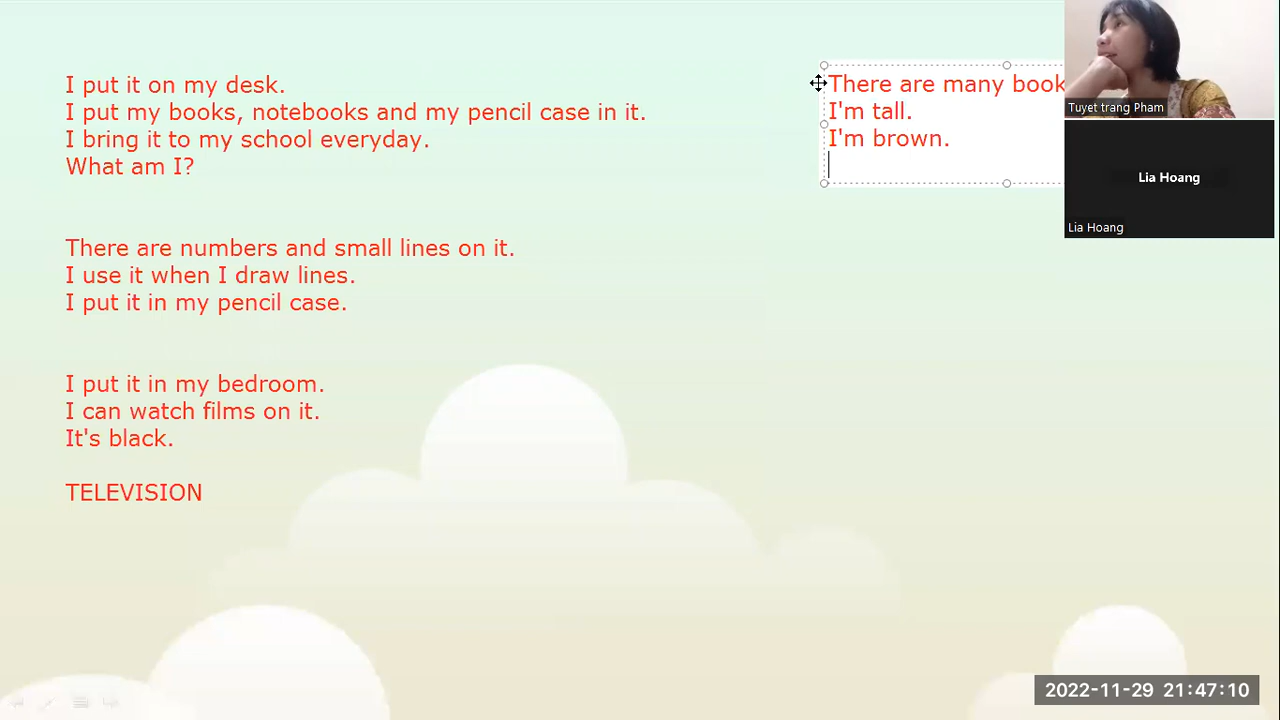 I put it on my desk.
I put my books, notebooks and my pencil case in it.
I bring it to my school everyday.
What am I?
There are numbers and small lines on it.
I use it when I draw lines.
I put it in my pencil case.
I put it in my bedroom.
I can watch films on it.
It's black.
TELEVISION
There are many book
I'm tall.
I'm brown.
Tuyet trang Pham
Lia Hoang
Lia Hoang
2022-11-29 21:47:10